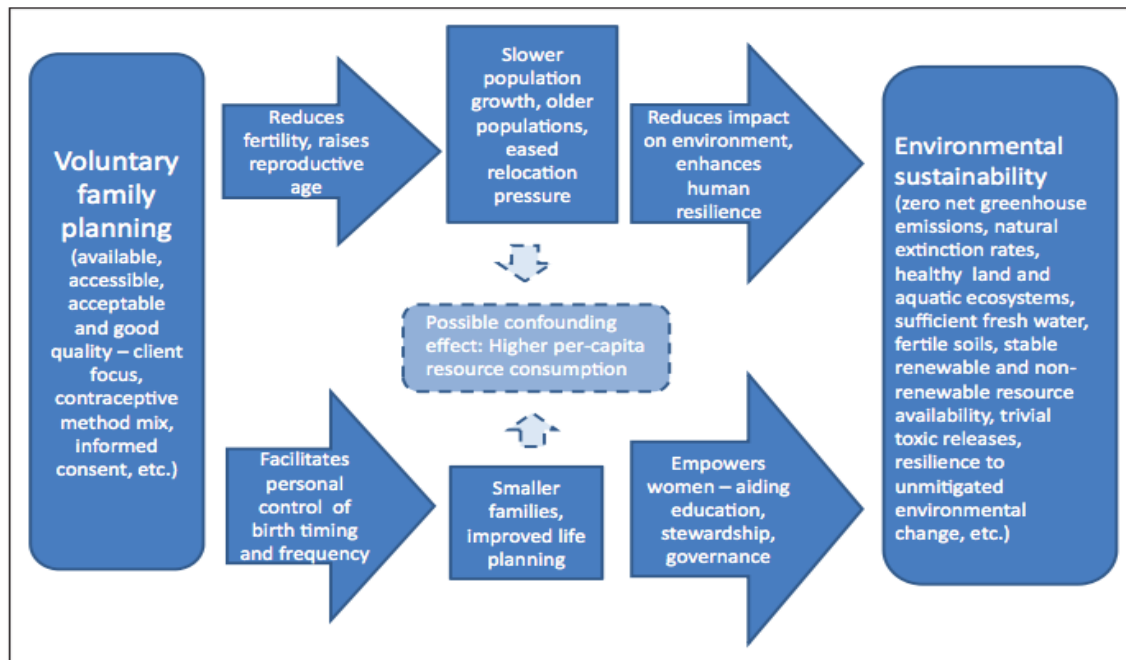 Voluntary
family
planning
(available,
accessible,
acceptable
and good
quality – client
focus,
contraceptive
method mix,
informed
consent, etc.)
Reduces
fertility, raises
reproductive
age
Slower
population
growth, older
populations,
eased
relocation
pressure
Reduces impact
on environment,
enhances
human
resilience
Possible confounding
effect: Higher per-capita
resource consumption
Facilitates
personal
control of
birth timing
and frequency
Smaller
families,
improved life
planning
Empowers
women – aiding
education,
stewardship,
governance
Environmental
sustainability
(zero net greenhouse
emissions, natural
extinction rates,
healthy land and
aquatic ecosystems,
sufficient fresh water,
fertile soils, stable
renewable and non-
renewable resource
availability, trivial
toxic releases,
resilience to
unmitigated
environmental
change, etc.)